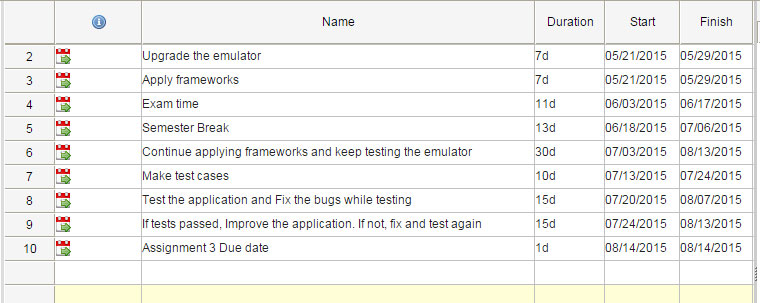 Name Duration Start Finish
2 Upgrade the emulator 7d 05/21/2015 05/29/2015
3 Apply frameworks 7d 05/21/2015 05/29/2015
4 Exam time 11d 06/03/2015 06/17/2015
5 Semester Break 13d 06/18/2015 07/06/2015
6 Continue applying frameworks and keep testing the emulator 30d 07/03/2015 08/13/2015
7 Make test cases 10d 07/13/2015 07/24/2015
8 Test the application and Fix the bugs while testing 15d 07/20/2015 08/07/2015
9 If tests passed, Improve the application. If not, fix and test again 15d 07/24/2015 08/13/2015
10 Assignment 3 Due date 1d 08/14/2015 08/14/2015